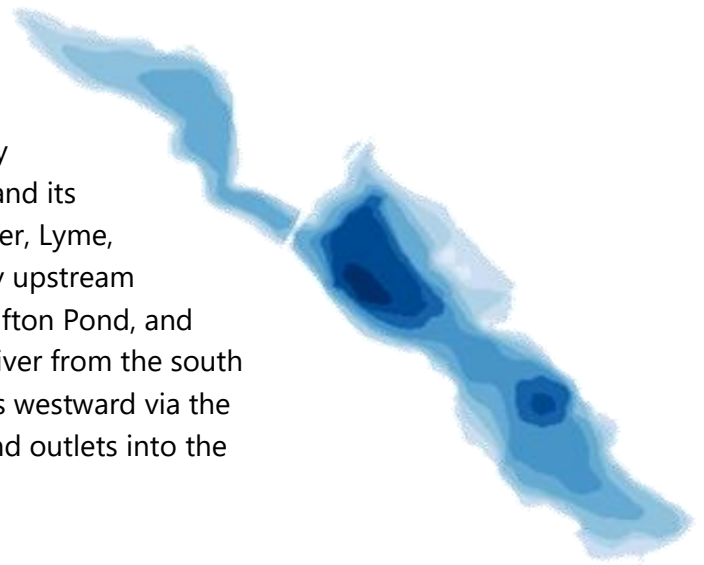 y
and its
er, Lyme,
y upstream
fton Pond, and
iver from the south
s westward via the
nd outlets into the